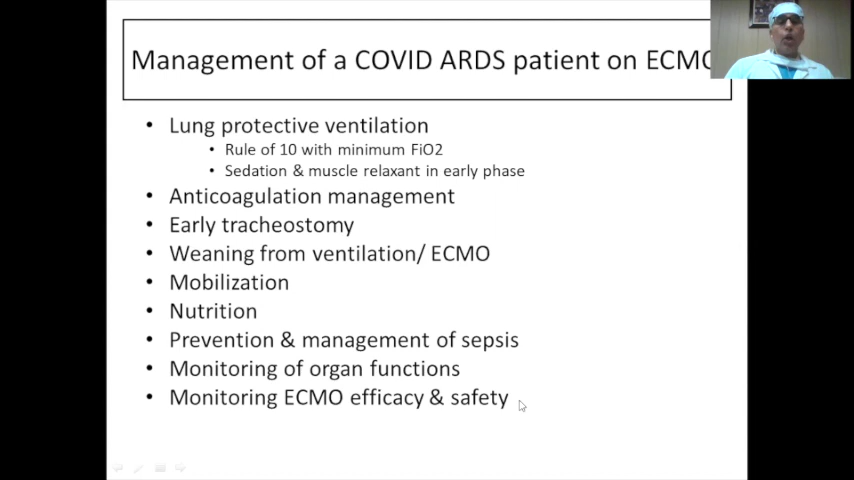 Management of a COVID ARDS patient on ECMO
• Lung protective ventilation
• Rule of 10 with minimum FiO2
• Sedation & muscle relaxant in early phase
• Anticoagulation management
• Early tracheostomy
• Weaning from ventilation/ ECMO
• Mobilization
• Nutrition
• Prevention & management of sepsis
• Monitoring of organ functions
• Monitoring ECMO efficacy & safety